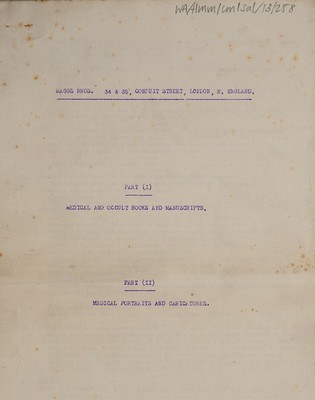 WA/HMM/CM/Sal/13/258
MAGGS BROS. 34 & 35, CONDUIT STREET, LONDON, W. ENGLAND.
PART (I)
MEDICAL AND OCCULT BOOKS AND MANUSCRIPTS.
PART (II)
MEDICAL PORTRAITS AND CARICATURES.